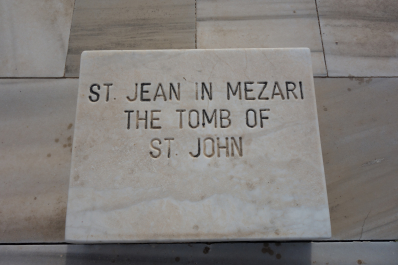 ST. JEAN IN MEZARI
THE TOMB OF
ST. JOHN